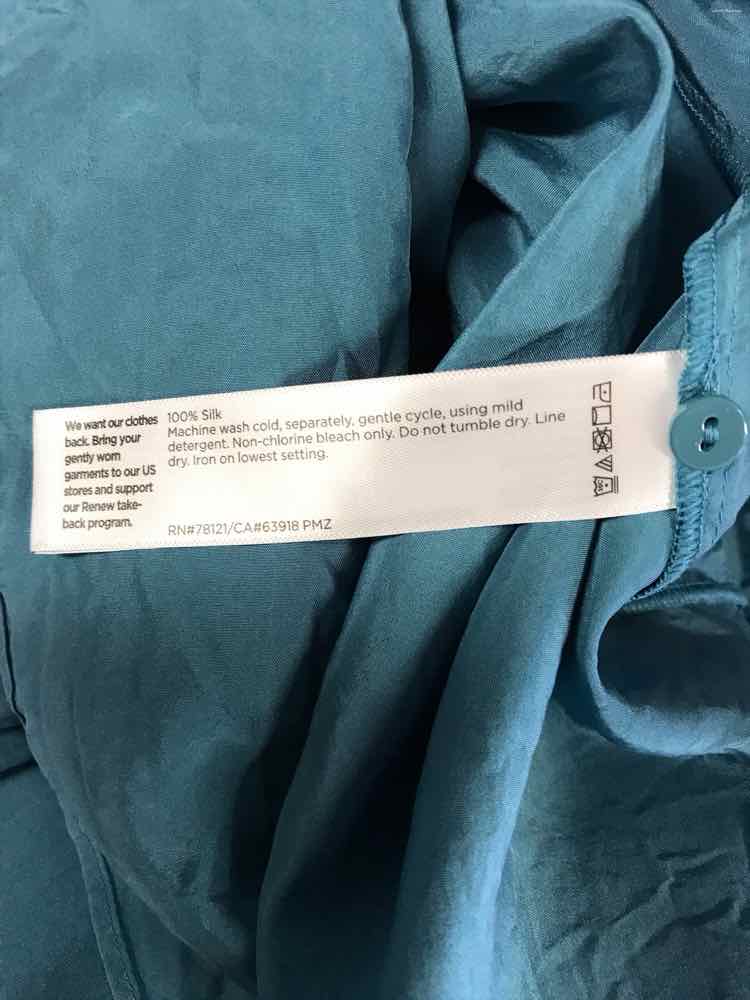 We want our clothes
back. Bring your
gently worn
garments to our US
stores and support
our Renew take-
back program.
100% Silk
Machine wash cold, separately, gentle cycle, using mild
detergent. Non-chlorine bleach only. Do not tumble dry. Line
dry. Iron on lowest setting.
RN#78121/CA#63918 PMZ